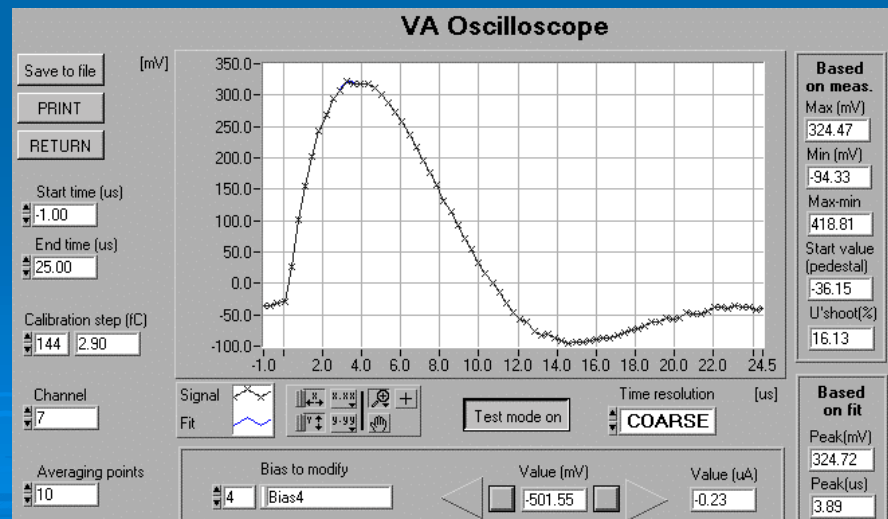 VA Oscilloscope
Save to file
PRINT
RETURN
Start time (us)
-1.00
End time (us)
25.00
Calibration step (fC)
144 2.90
Channel
7
Averaging points
10
[mV]
350.0
300.0
250.0
200.0
150.0
100.0
50.0
0.0
-50.0
-100.0
-1.0 2.0 4.0 6.0 8.0 10.0 12.0 14.0 16.0 18.0 20.0 22.0 24.5
[us]
Signal
Fit
X x.xx
Y y.yy
Test mode on
Time resolution
COARSE
Bias to modify
4 Bias4
Value (mV)
-501.55
Value (uA)
-0.23
Based
on meas.
Max (mV)
324.47
Min (mV)
-94.33
Max-min
418.81
Start value
(pedestal)
-36.15
U'shoot(%)
16.13
Based
on fit
Peak(mV)
324.72
Peak(us)
3.89